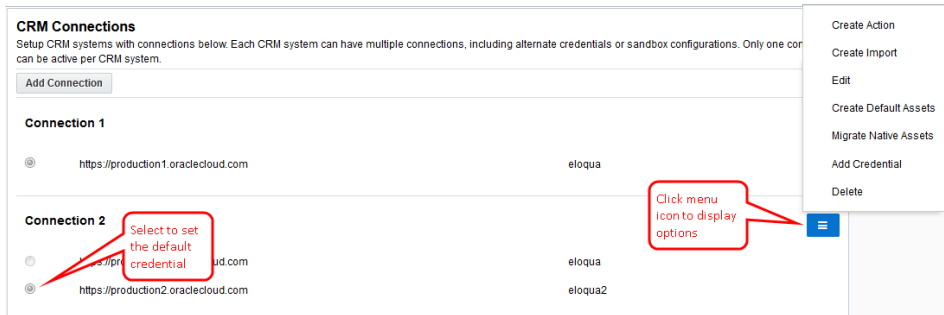 CRM Connections
Setup CRM systems with connections below. Each CRM system can have multiple connections, including alternate credentials or sandbox configurations. Only one
can be active per CRM system.
Add Connection
Connection 1
https://production1.oraclecloud.com eloqua
Connection 2
https://production2.oraclecloud.com eloqua2
eloqua
Select to set
the default
credential
Click menu
icon to display
options
Create Action
Create Import
Edit
Create Default Assets
Migrate Native Assets
Add Credential
Delete